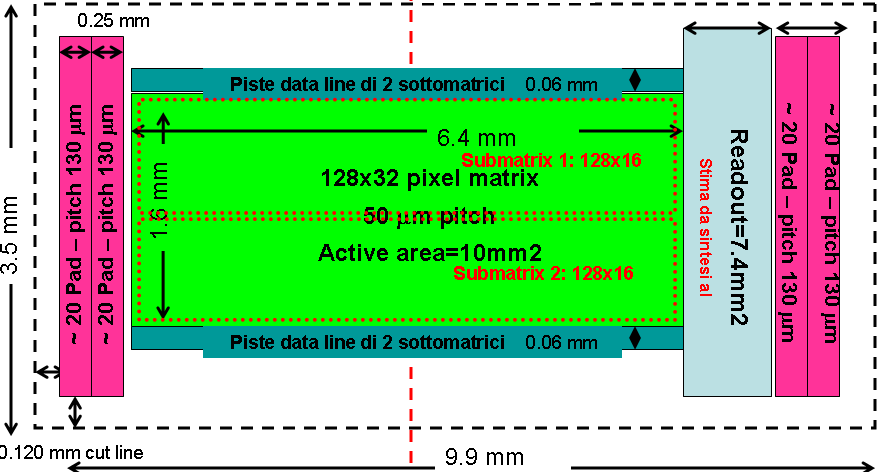 0.25 mm
Piste data line di 2 sottomatrici 0.06 mm
6.4 mm
Submatrix 1: 128x16
128x32 pixel matrix
50 µm pitch
Active area=10mm2
Submatrix 2: 128x16
1.6 mm
Piste data line di 2 sottomatrici 0.06 mm
~ 20 Pad – pitch 130 µm
~ 20 Pad – pitch 130 µm
Readout=7.4mm2
Stima da sintesi al
~ 20 Pad – pitch 130 µm
~ 20 Pad – pitch 130 µm
3.5 mm
0.120 mm cut line
9.9 mm